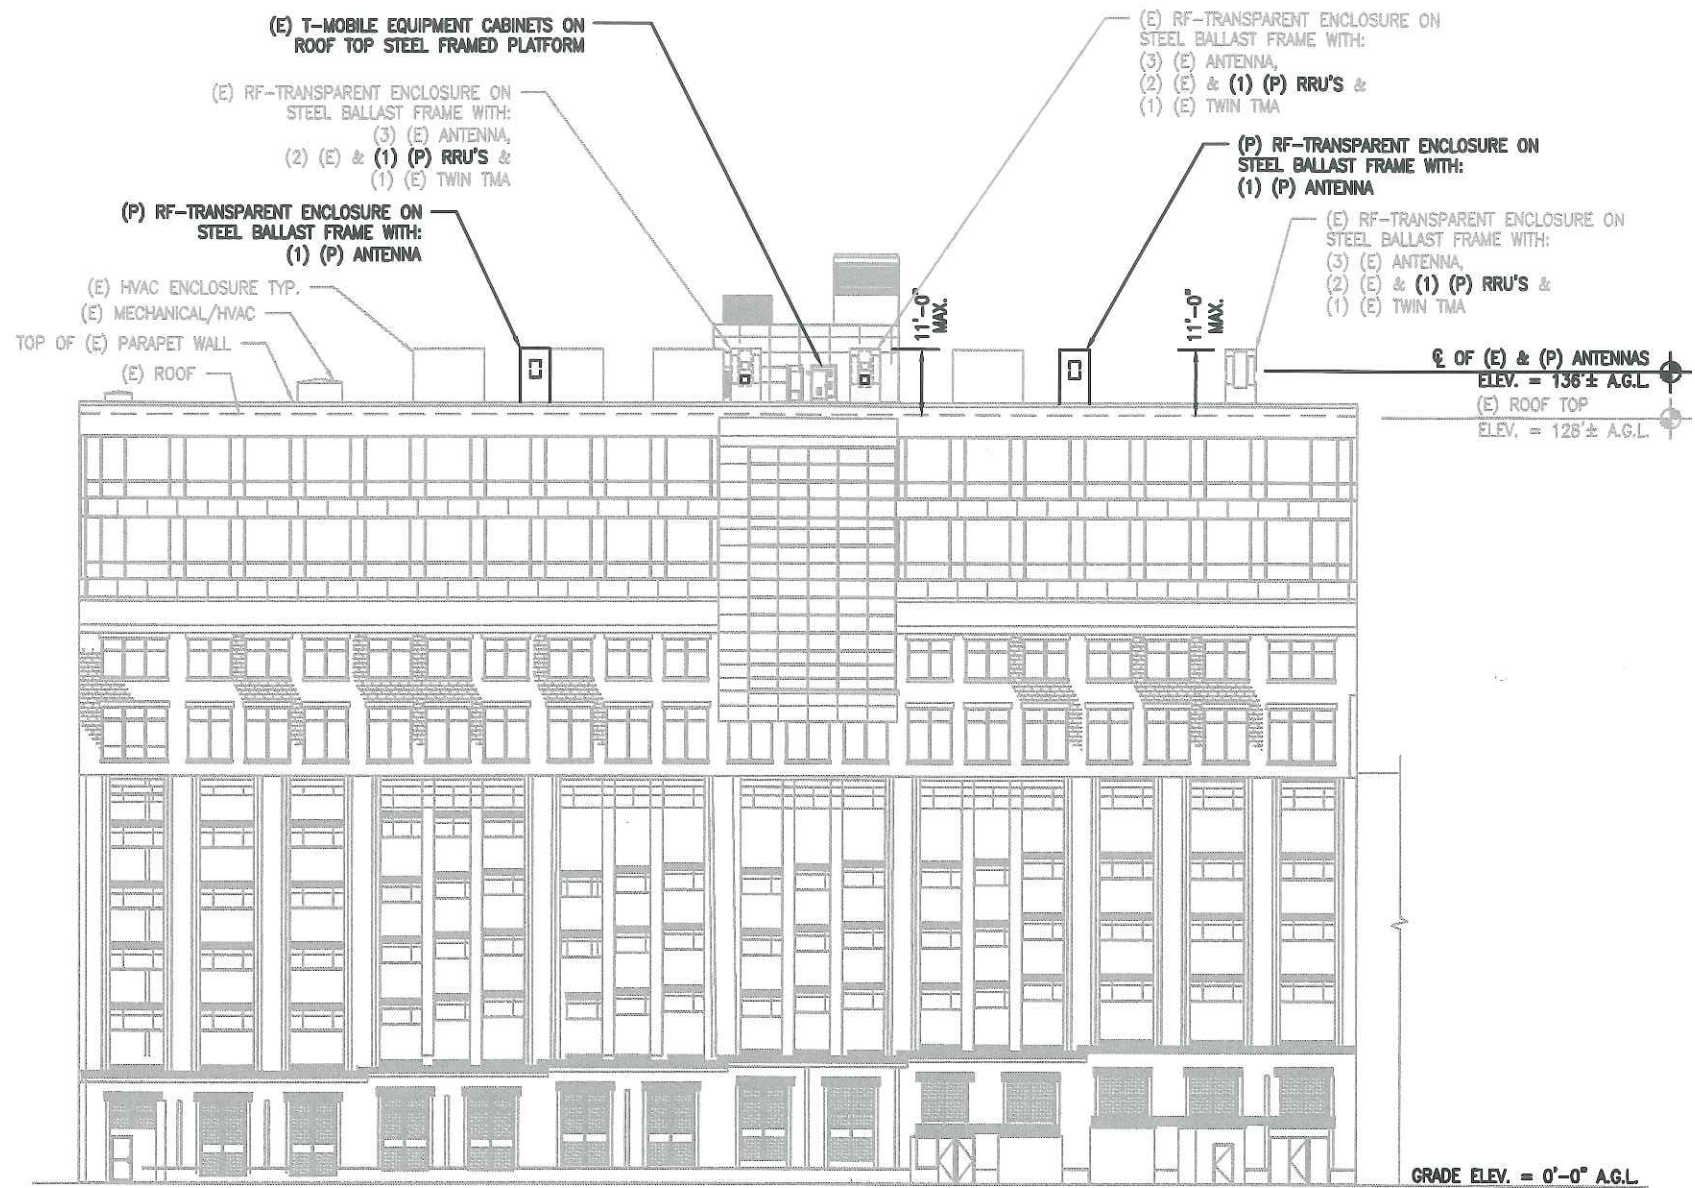 (E) T-MOBILE EQUIPMENT CABINETS ON
ROOF TOP STEEL FRAMED PLATFORM
(E) RF-TRANSPARENT ENCLOSURE ON
STEEL BALLAST FRAME WITH:
(3) (E) ANTENNA,
(2) (E) & (1) (P) RRU'S &
(1) (E) TWIN TMA
(P) RF-TRANSPARENT ENCLOSURE ON
STEEL BALLAST FRAME WITH:
(1) (P) ANTENNA
(E) HVAC ENCLOSURE TYP.
(E) MECHANICAL/HVAC
TOP OF (E) PARAPET WALL
(E) ROOF
(E) RF-TRANSPARENT ENCLOSURE ON
STEEL BALLAST FRAME WITH:
(3) (E) ANTENNA,
(2) (E) & (1) (P) RRU'S &
(1) (E) TWIN TMA
(P) RF-TRANSPARENT ENCLOSURE ON
STEEL BALLAST FRAME WITH:
(1) (P) ANTENNA
(E) RF-TRANSPARENT ENCLOSURE ON
STEEL BALLAST FRAME WITH:
(3) (E) ANTENNA,
(2) (E) & (1) (P) RRU'S &
(1) (E) TWIN TMA
11'-0"
MAX.
11'-0"
MAX.
℄ OF (E) & (P) ANTENNAS
ELEV. = 136'± A.G.L.
(E) ROOF TOP
ELEV. = 128'± A.G.L.
GRADE ELEV. = 0'-0" A.G.L.